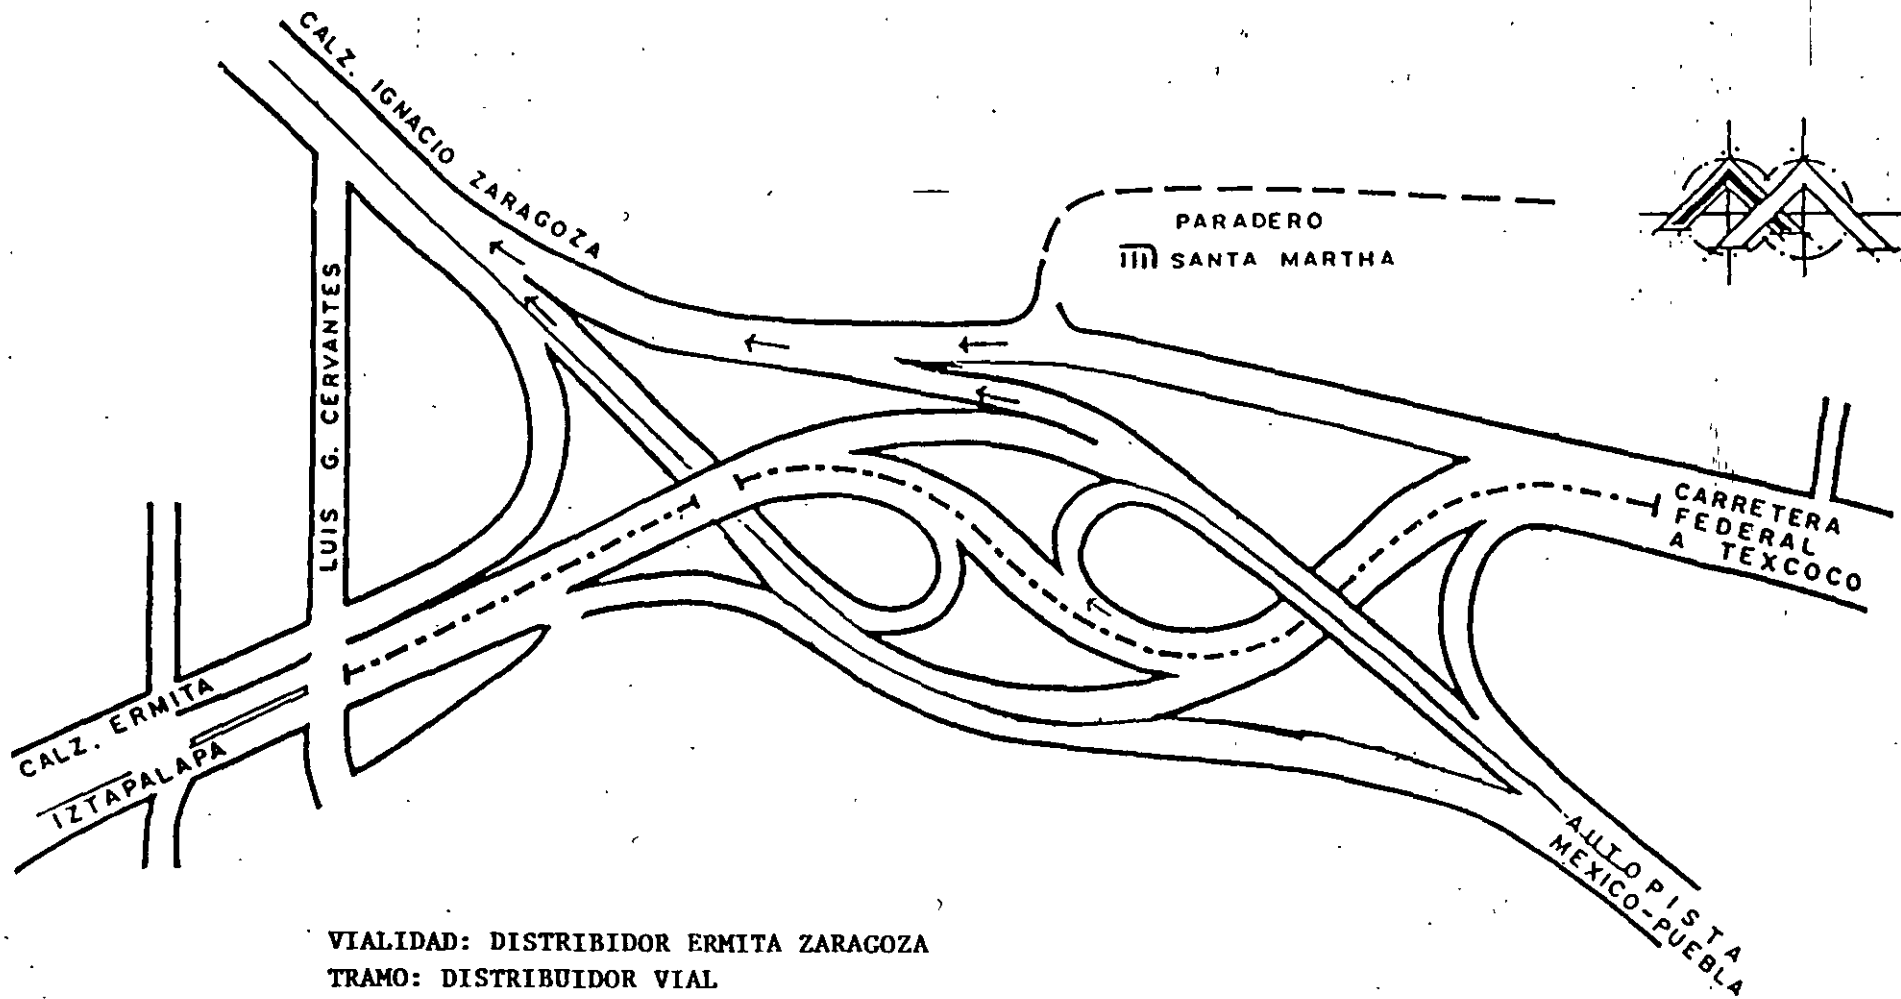 CALZ. IGNACIO ZARAGOZA
PARADERO
SANTA MARTHA
LUIS G. CERVANTES
CARRETERA
FEDERAL
A TEXCOCO
CALZ. ERMITA
IZTAPALAPA
AUTOPISTA
MEXICO-PUEBLA
VIALIDAD: DISTRIBIDOR ERMITA ZARAGOZA
TRAMO: DISTRIBUIDOR VIAL